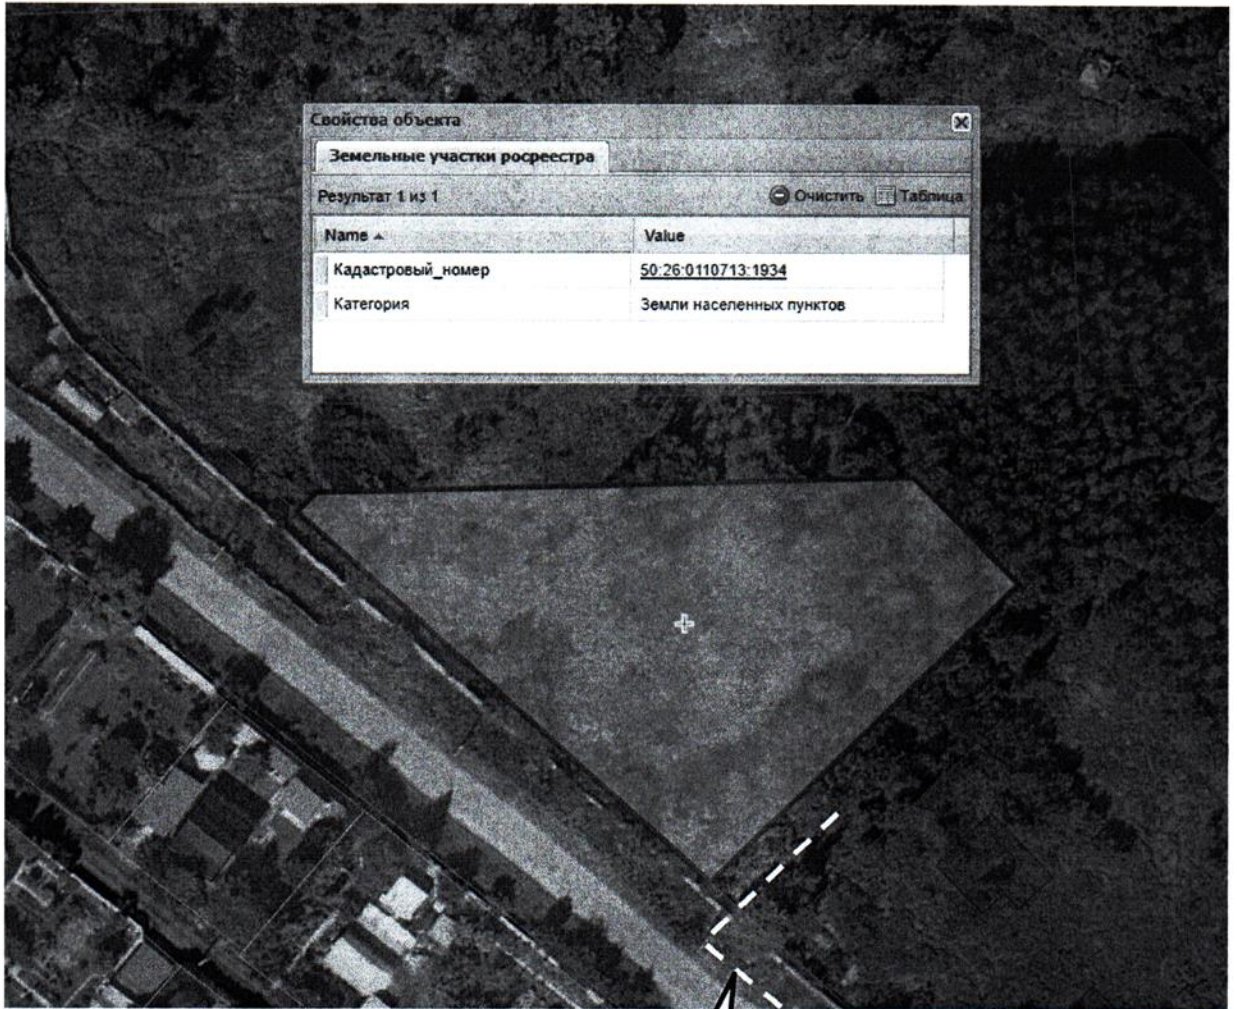 Свойства объекта
Земельные участки росреестра
Результат 1 из 1
Очистить Таблица
Name Value
Кадастровый_номер 50:26:0110713:1934
Категория Земли населенных пунктов